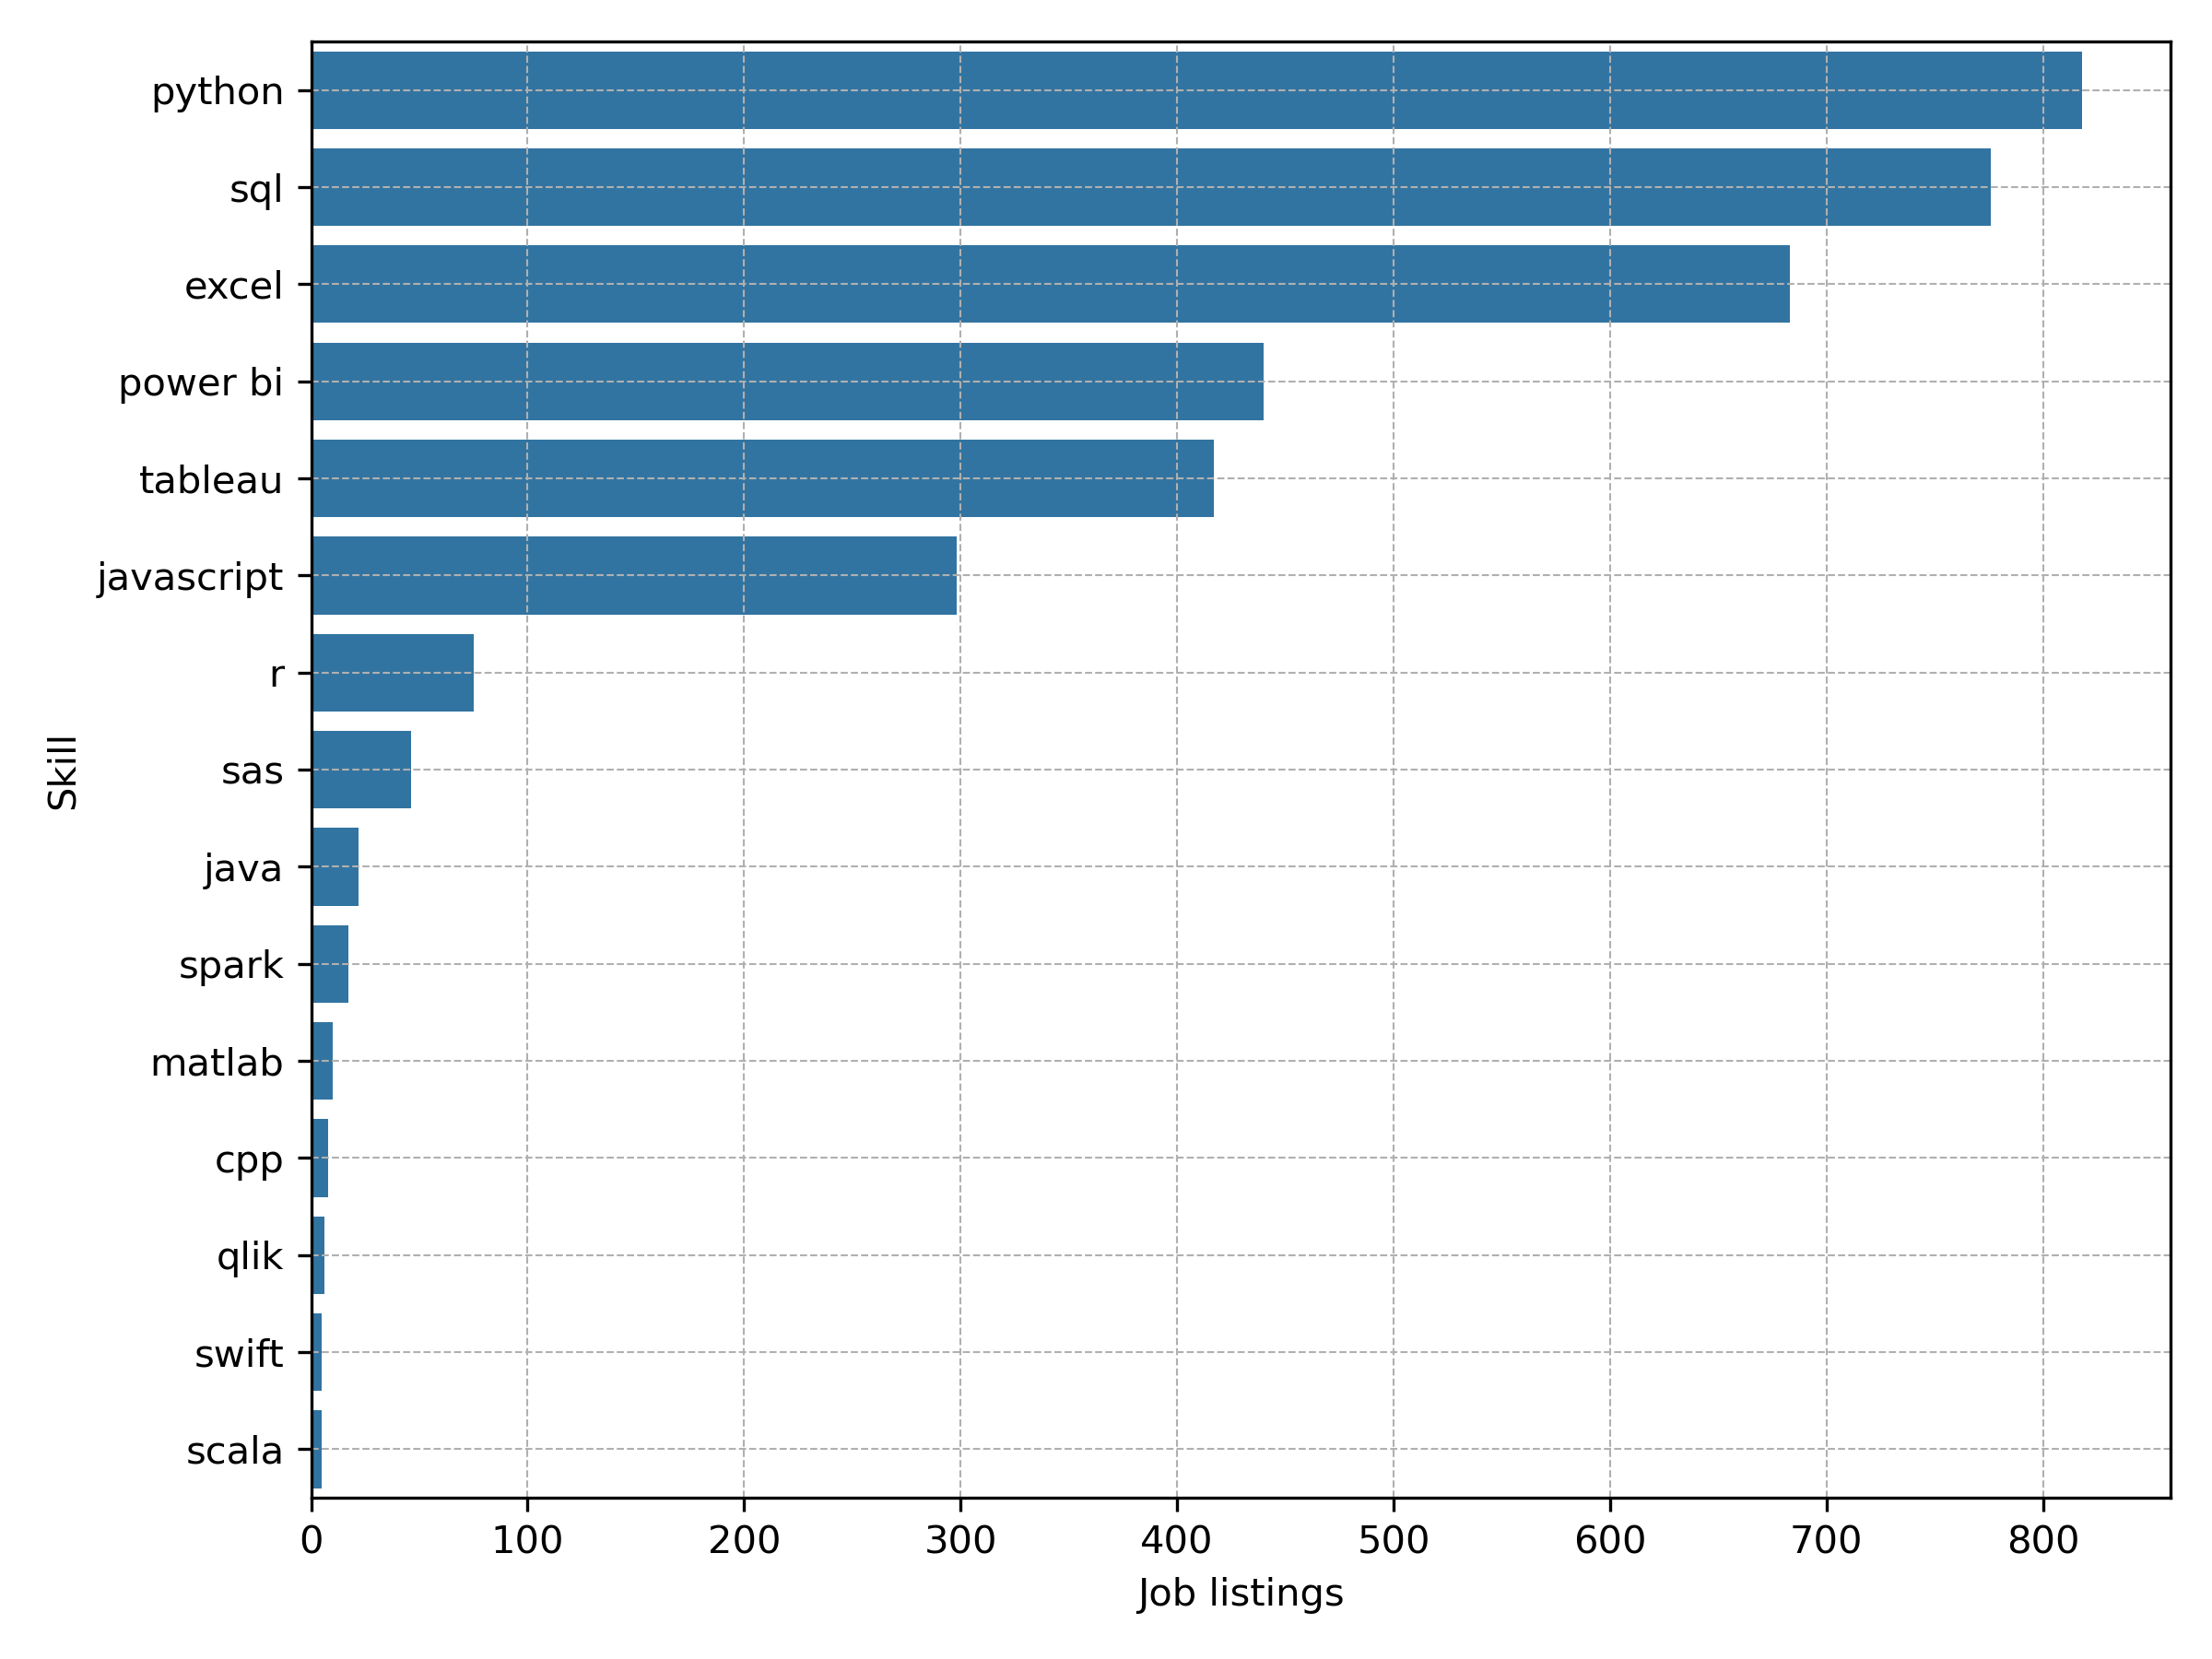 python
sql
excel
power bi
tableau
javascript
r
sas
java
spark
matlab
cpp
qlik
swift
scala
Skill
0 100 200 300 400 500 600 700 800
Job listings